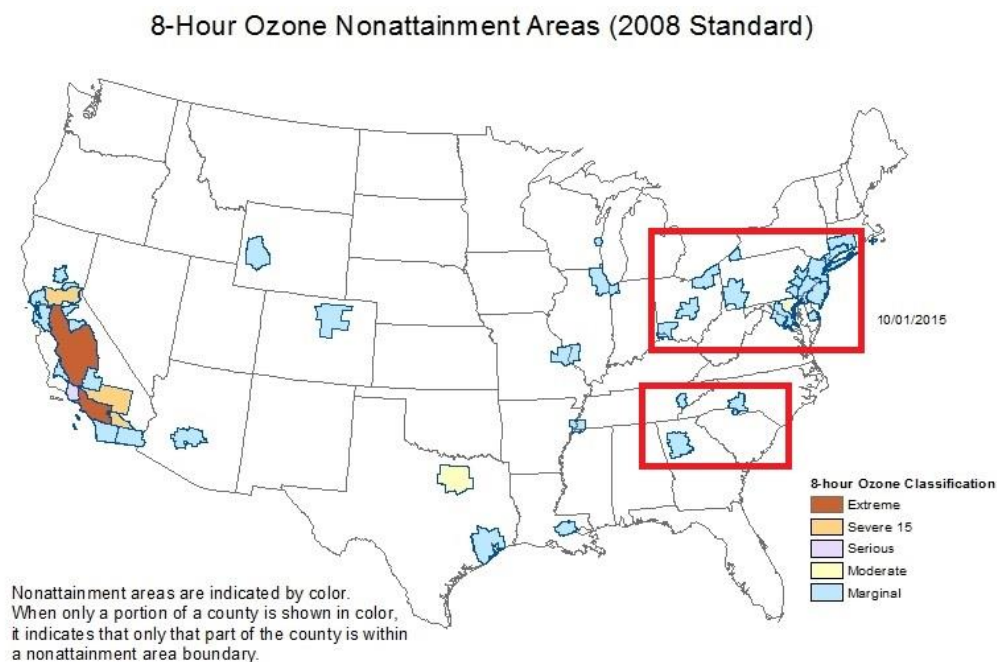 8-Hour Ozone Nonattainment Areas (2008 Standard)
10/01/2015
8-hour Ozone Classification
Extreme
Severe 15
Serious
Moderate
Marginal
Nonattainment areas are indicated by color.
When only a portion of a county is shown in color,
it indicates that only that part of the county is within
a nonattainment area boundary.